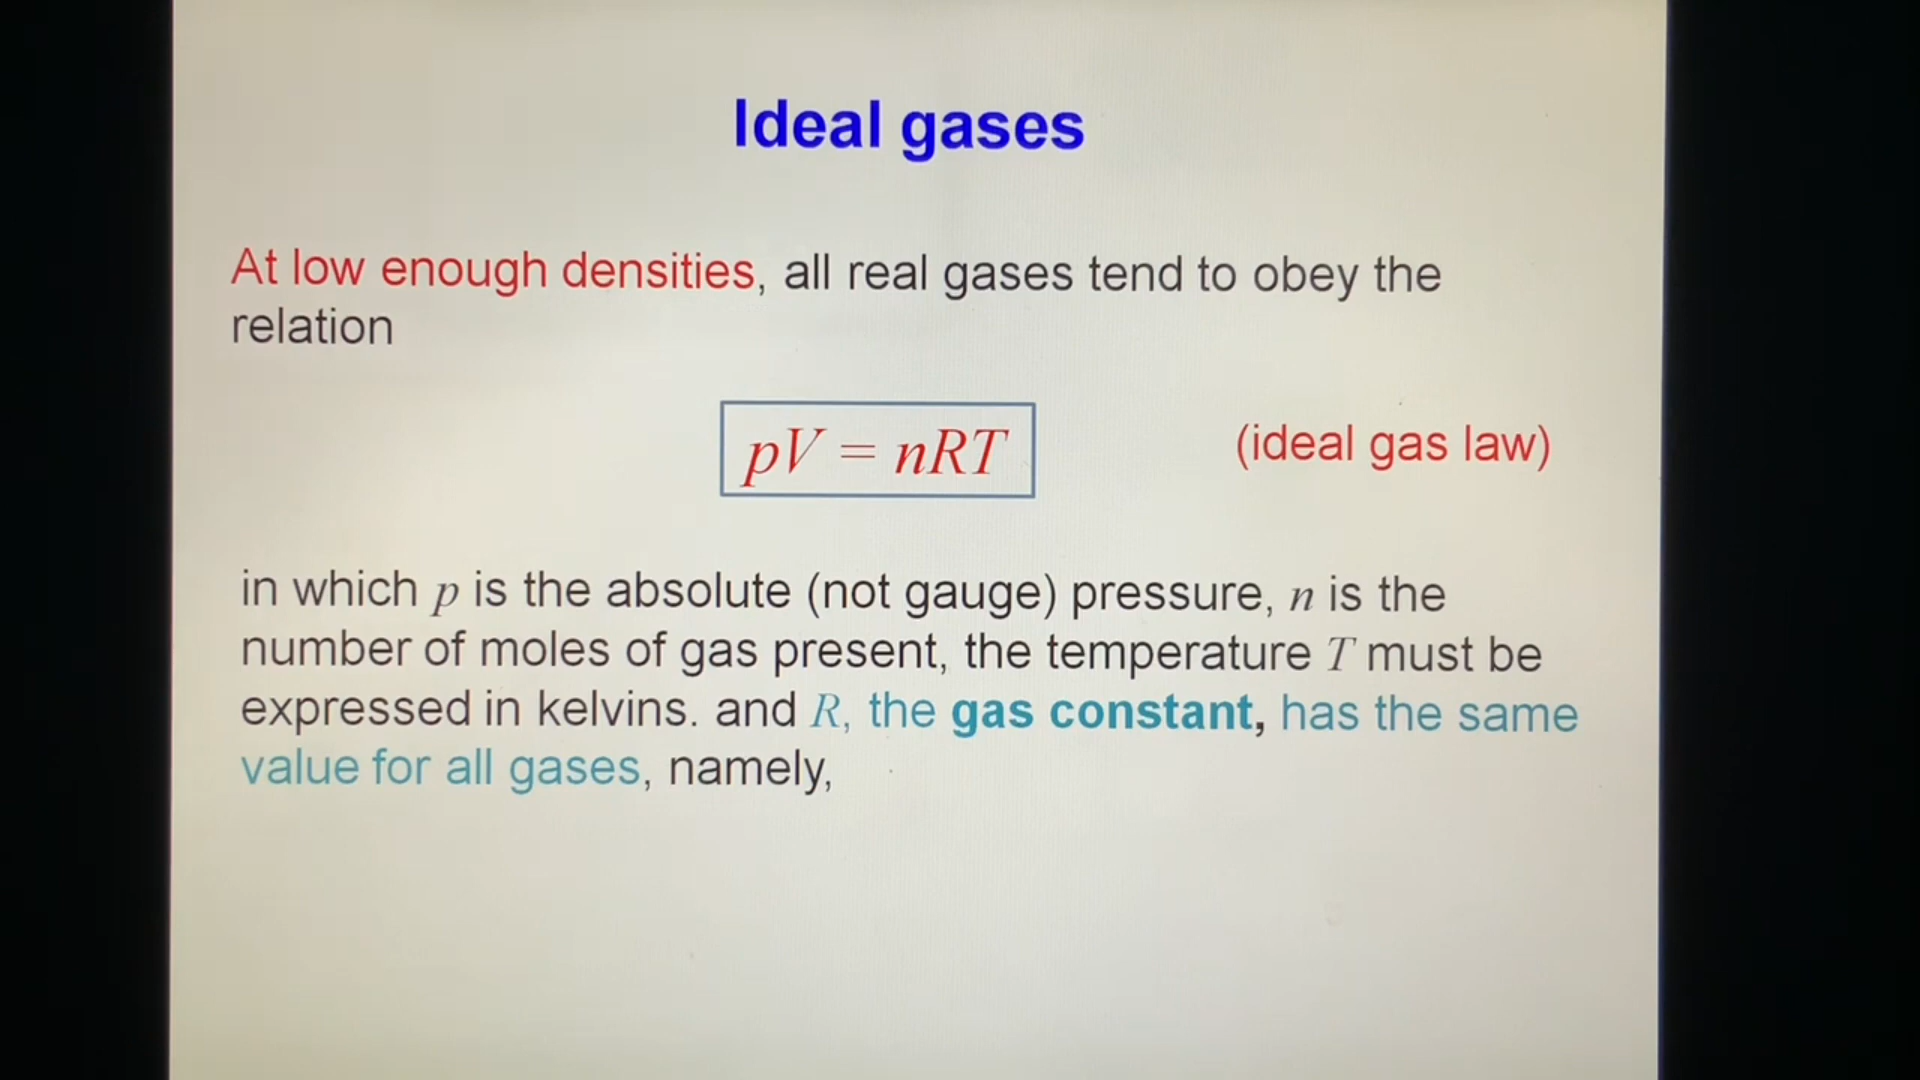 Ideal gases
At low enough densities, all real gases tend to obey the
relation
pV = nRT
(ideal gas law)
in which p is the absolute (not gauge) pressure, n is the
number of moles of gas present, the temperature T must be
expressed in kelvins. and R, the gas constant, has the same
value for all gases, namely,